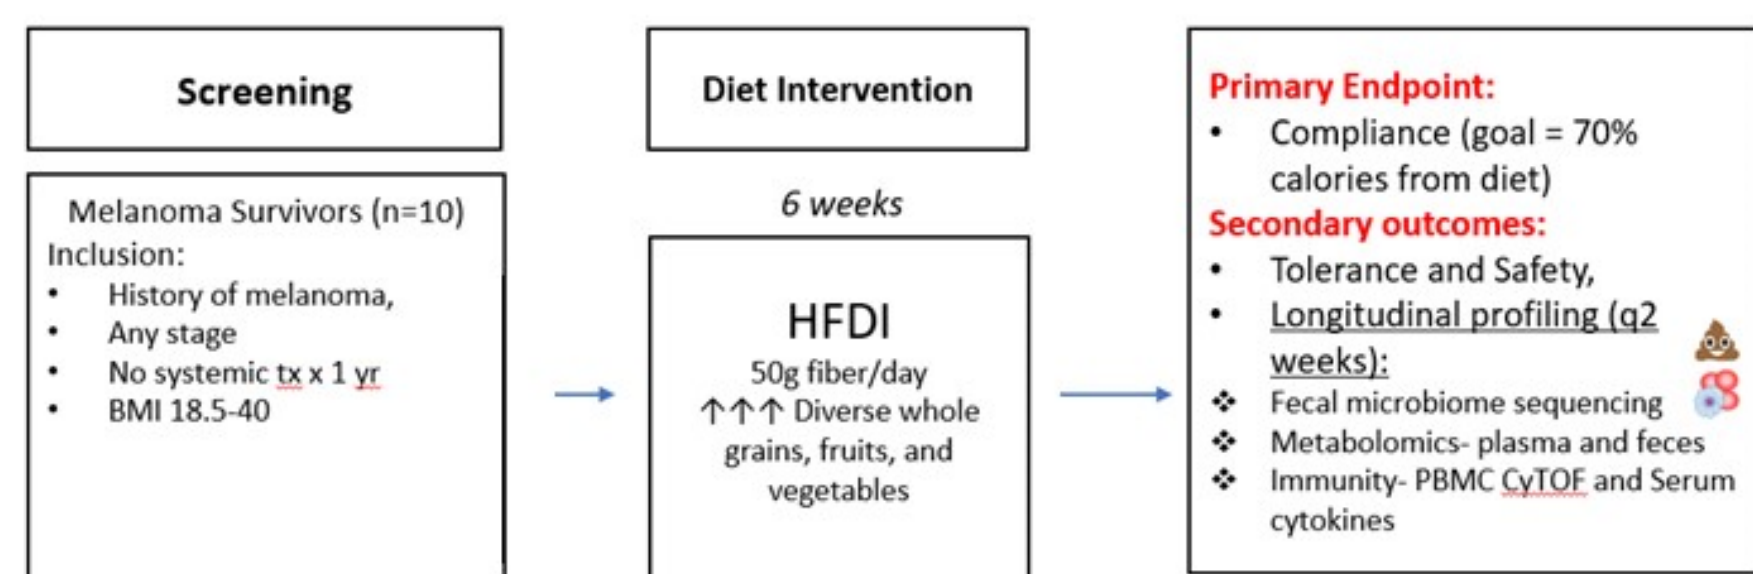 Screening
Melanoma Survivors (n=10)
Inclusion:
• History of melanoma,
• Any stage
• No systemic tx x 1 yr
• BMI 18.5-40
Diet Intervention
6 weeks
HFDI
50g fiber/day
↑↑↑ Diverse whole
grains, fruits, and
vegetables
Primary Endpoint:
• Compliance (goal = 70%
calories from diet)
Secondary outcomes:
• Tolerance and Safety,
• Longitudinal profiling (q2
weeks):
❖ Fecal microbiome sequencing
❖ Metabolomics- plasma and feces
❖ Immunity- PBMC CyTOF and Serum
cytokines